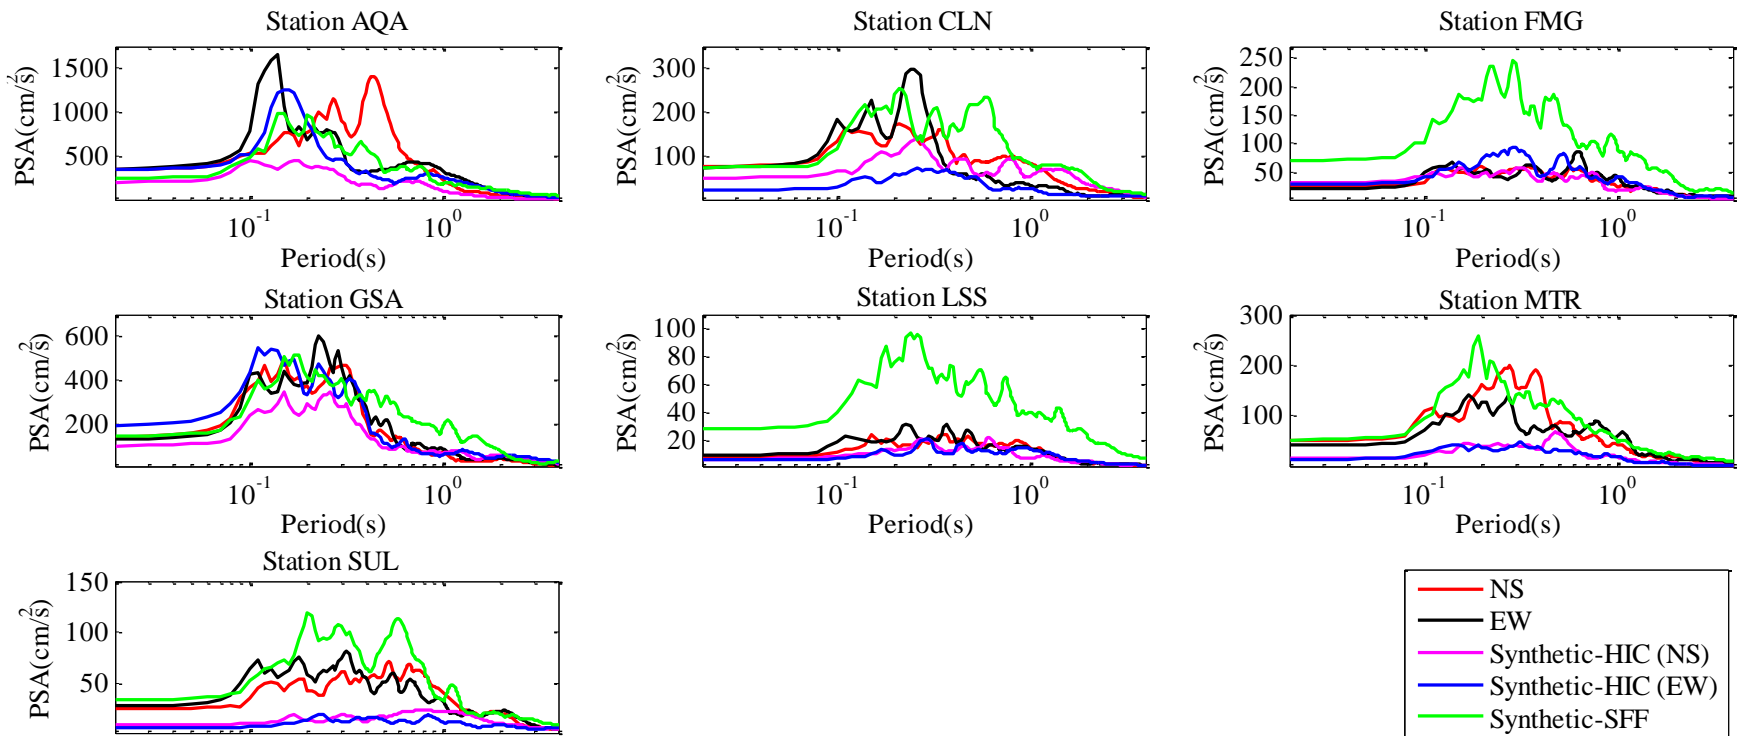 Station AQA
PSA(cm/s²)
1500
1000
500
10⁻¹
10⁰
Period(s)
Station CLN
PSA(cm/s²)
300
200
100
10⁻¹
10⁰
Period(s)
Station FMG
PSA(cm/s²)
250
200
150
100
50
10⁻¹
10⁰
Period(s)
Station GSA
PSA(cm/s²)
600
400
200
10⁻¹
10⁰
Period(s)
Station LSS
PSA(cm/s²)
100
80
60
40
20
10⁻¹
10⁰
Period(s)
Station MTR
PSA(cm/s²)
300
200
100
10⁻¹
10⁰
Period(s)
Station SUL
PSA(cm/s²)
150
100
50
NS
EW
Synthetic-HIC (NS)
Synthetic-HIC (EW)
Synthetic-SFF